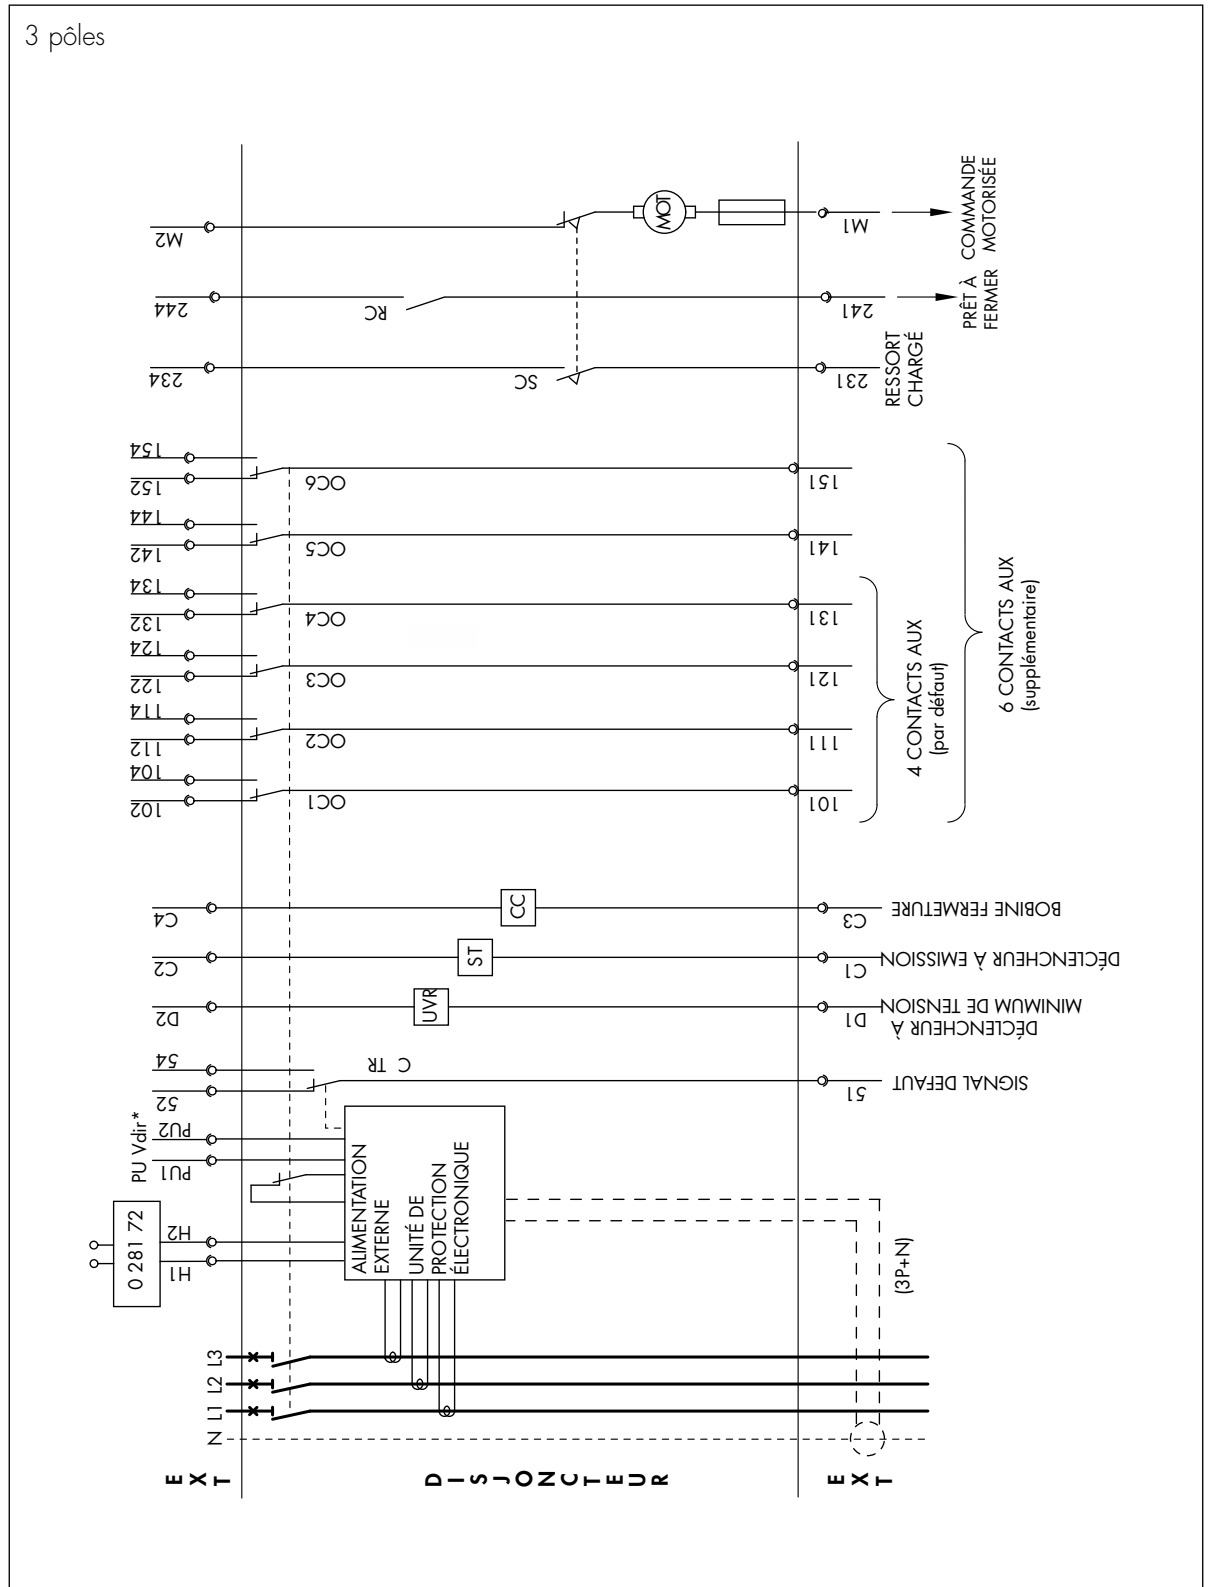 3 pôles
M2
MOT
M1
COMMANDE
MOTORISÉE
244
RC
241
PRÊT À
FERMER
234
SC
231
RESSORT
CHARGÉ
154
152
OC6
151
144
142
OC5
141
134
132
OC4
131
124
122
OC3
121
114
112
OC2
111
104
102
OC1
101
4 CONTACTS AUX
(par défaut)
6 CONTACTS AUX
(supplémentaire)
C4
CC
C3
BOBINE FERMETURE
C2
ST
C1
DÉCLENCHEUR À EMISSION
D2
UVR
D1
DÉCLENCHEUR À
MINIMUM DE TENSION
54
52
C TR
51
SIGNAL DEFAUT
PU Vdir*
PU2
PU1
0 281 72
H2
H1
ALIMENTATION
EXTERNE
UNITÉ DE
PROTECTION
ÉLECTRONIQUE
(3P+N)
L3
L2
L1
N
EXT
DISJONCTEUR
EXT